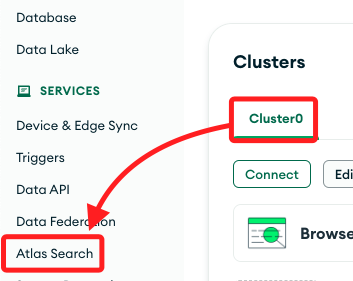 Database
Data Lake
SERVICES
Device & Edge Sync
Triggers
Data API
Data Federation
Atlas Search
Clusters
Cluster0
Connect
Edi
Browse